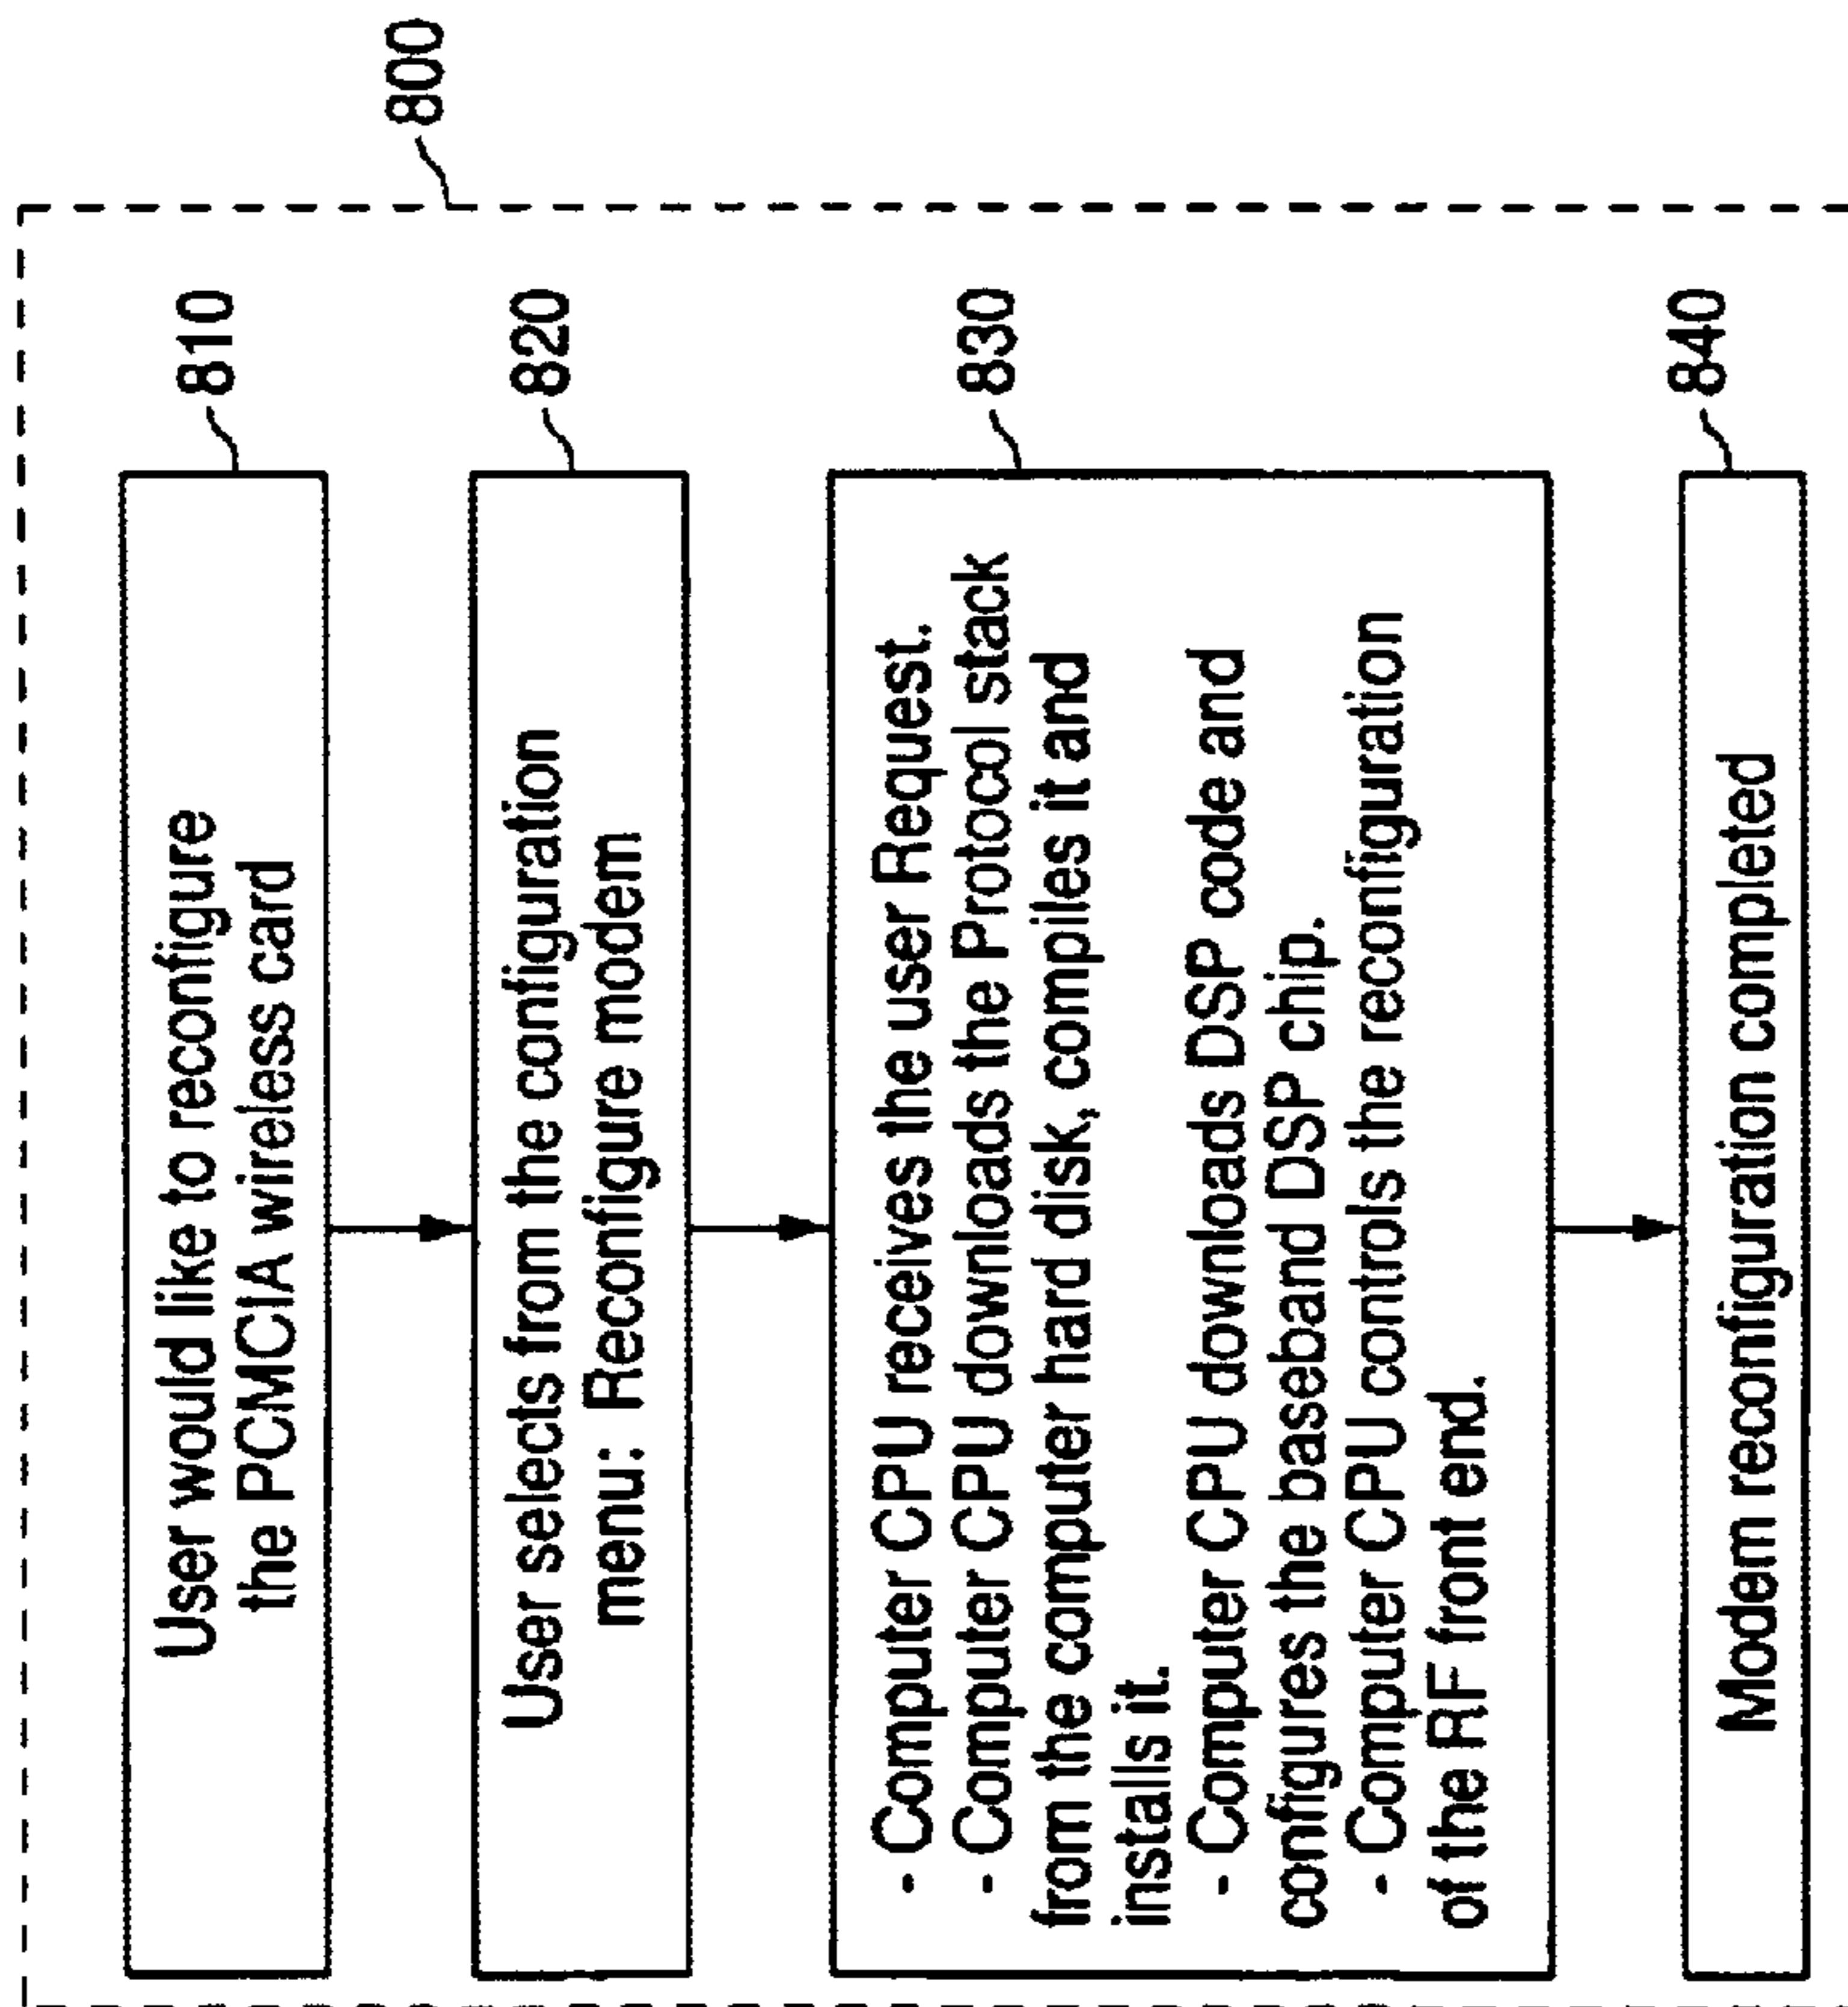 800
User would like to reconfigure
the PCMCIA wireless card
810
User selects from the configuration
menu: Reconfigure modem
820
- Computer CPU receives the user Request.
- Computer CPU downloads the Protocol stack
from the computer hard disk, compiles it and
installs it.
- Computer CPU downloads DSP code and
configures the baseband DSP chip.
- Computer CPU controls the reconfiguration
of the RF front end.
830
Modem reconfiguration completed
840